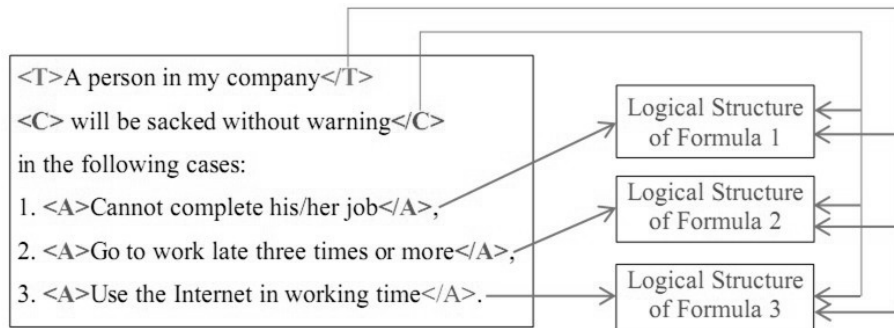 <T>A person in my company</T>
<C> will be sacked without warning</C>
in the following cases:
1. <A>Cannot complete his/her job</A>,
2. <A>Go to work late three times or more</A>,
3. <A>Use the Internet in working time</A>.
Logical Structure
of Formula 1
Logical Structure
of Formula 2
Logical Structure
of Formula 3